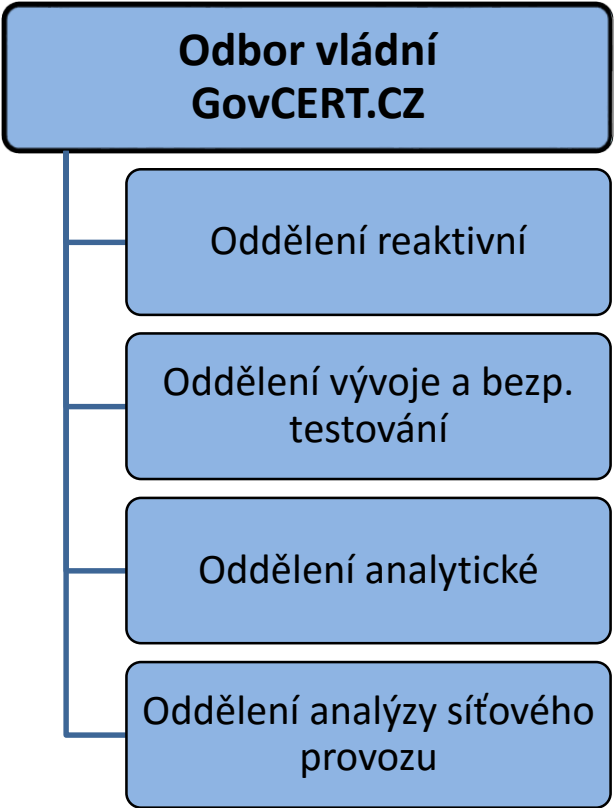 Odbor vládní
GovCERT.CZ
Oddělení reaktivní
Oddělení vývoje a bezp.
testování
Oddělení analytické
Oddělení analýzy síťového
provozu